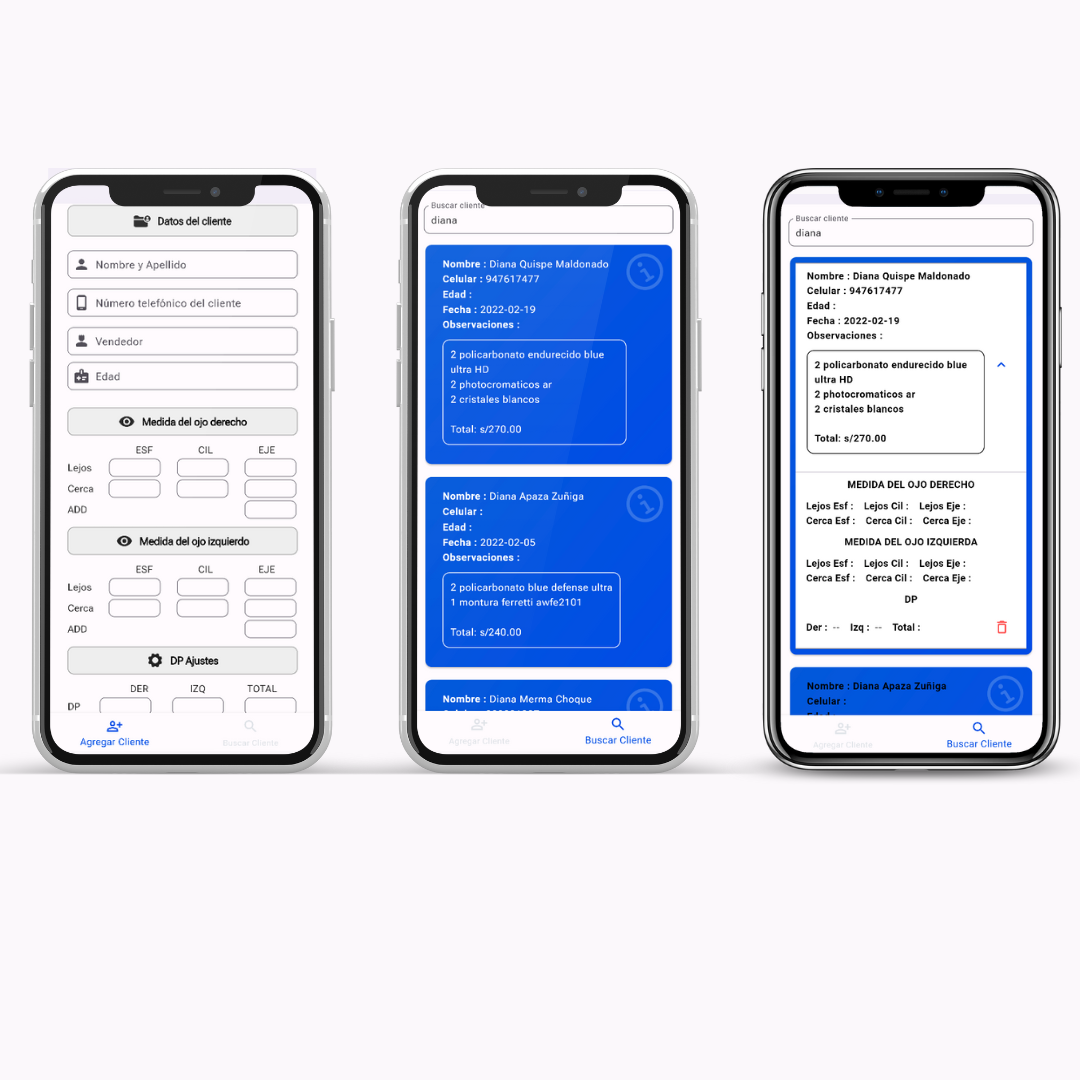 Datos del cliente
Nombre y Apellido
Número telefónico del cliente
Vendedor
Edad
Medida del ojo derecho
ESF CIL EJE
Lejos
Cerca
ADD
Medida del ojo izquierdo
ESF CIL EJE
Lejos
Cerca
ADD
DP Ajustes
DER IZQ TOTAL
DP
Agregar Cliente Buscar Cliente
Buscar cliente
diana
Nombre : Diana Quispe Maldonado
Celular : 947617477
Edad :
Fecha : 2022-02-19
Observaciones :
2 policarbonato endurecido blue
ultra HD
2 photocromaticos ar
2 cristales blancos
Total: s/270.00
Nombre : Diana Apaza Zuñiga
Celular :
Edad :
Fecha : 2022-02-05
Observaciones :
2 policarbonato blue defense ultra
1 montura ferretti awfe2101
Total: s/240.00
Nombre : Diana Merma Choque
Agregar Cliente Buscar Cliente
Buscar cliente
diana
Nombre : Diana Quispe Maldonado
Celular : 947617477
Edad :
Fecha : 2022-02-19
Observaciones :
2 policarbonato endurecido blue
ultra HD
2 photocromaticos ar
2 cristales blancos
Total: s/270.00
MEDIDA DEL OJO DERECHO
Lejos Esf : Lejos Cil : Lejos Eje :
Cerca Esf : Cerca Cil : Cerca Eje :
MEDIDA DEL OJO IZQUIERDA
Lejos Esf : Lejos Cil : Lejos Eje :
Cerca Esf : Cerca Cil : Cerca Eje :
DP
Der : -- Izq : -- Total :
Nombre : Diana Apaza Zuñiga
Celular :
Agregar Cliente Buscar Cliente